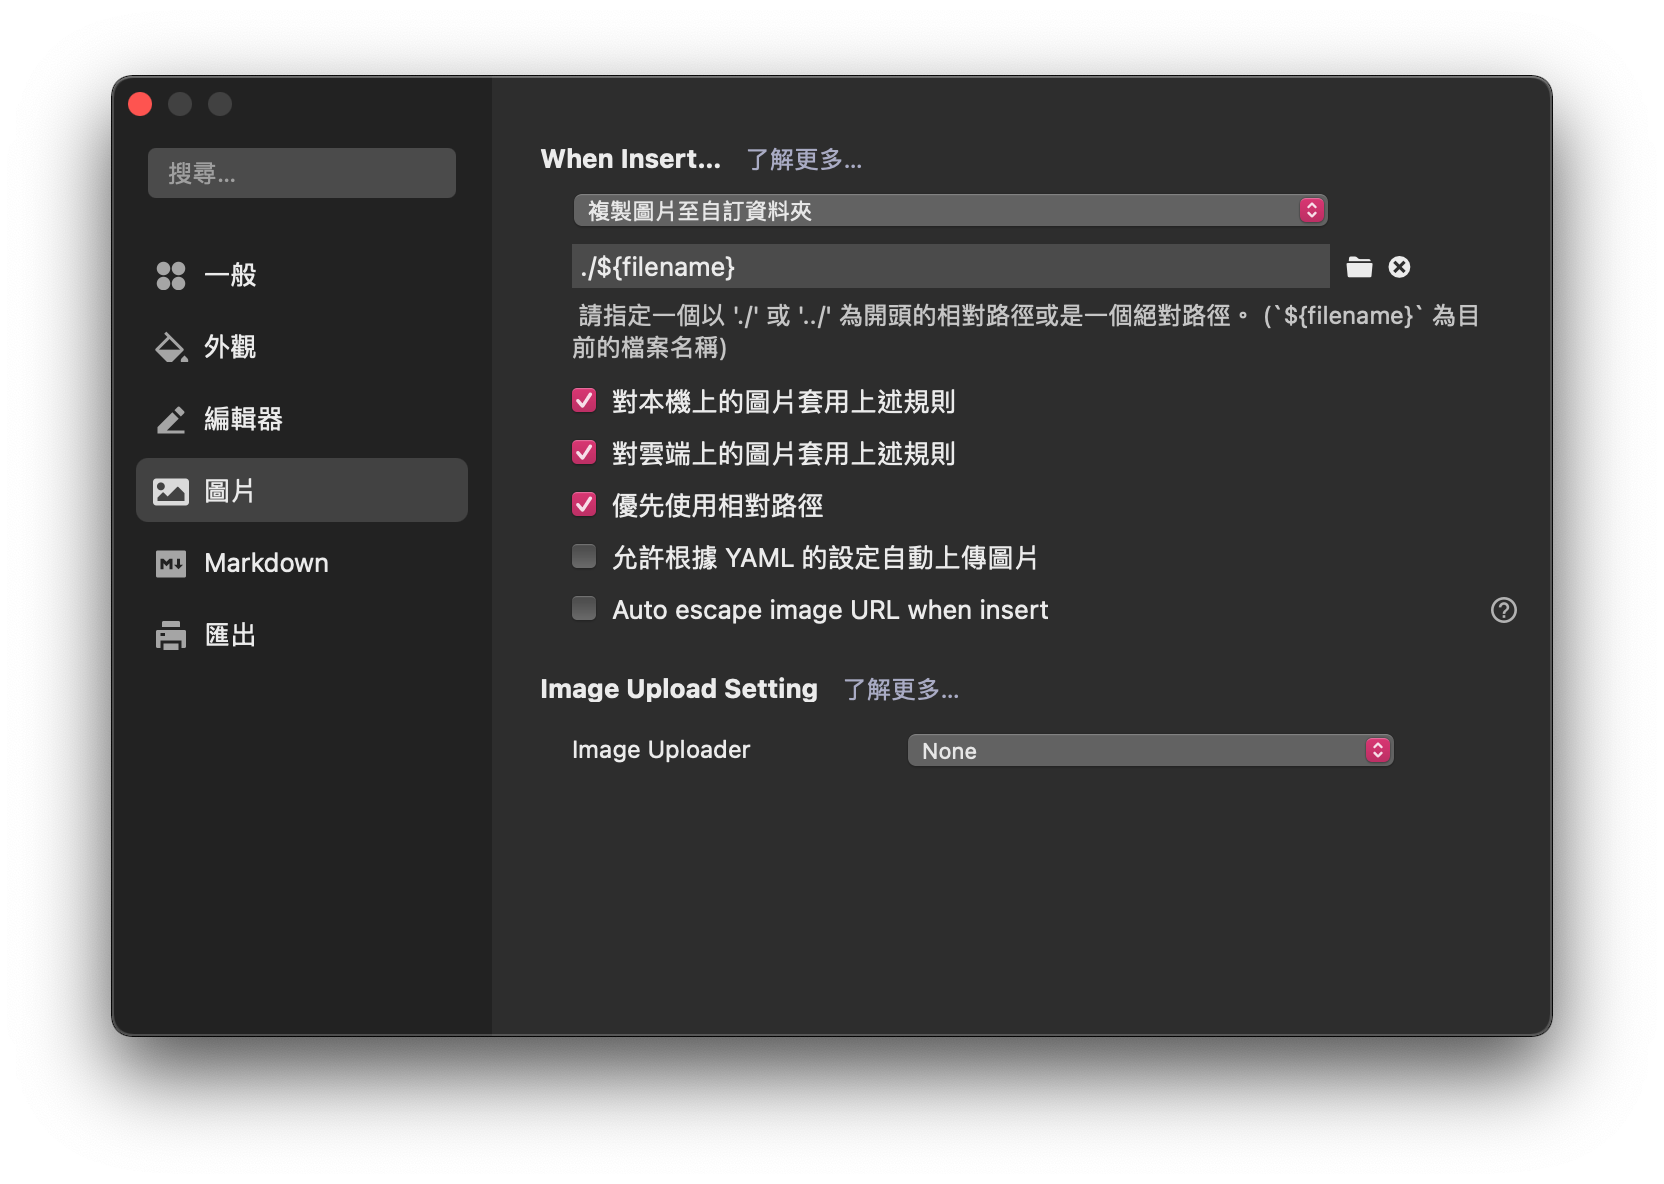 搜尋...
一般
外觀
編輯器
圖片
Markdown
匯出
When Insert... 了解更多...
複製圖片至自訂資料夾
./${filename}
請指定一個以 './' 或 '../' 為開頭的相對路徑或是一個絕對路徑。 (`${filename}` 為目
前的檔案名稱)
對本機上的圖片套用上述規則
對雲端上的圖片套用上述規則
優先使用相對路徑
允許根據 YAML 的設定自動上傳圖片
Auto escape image URL when insert
Image Upload Setting 了解更多...
Image Uploader None